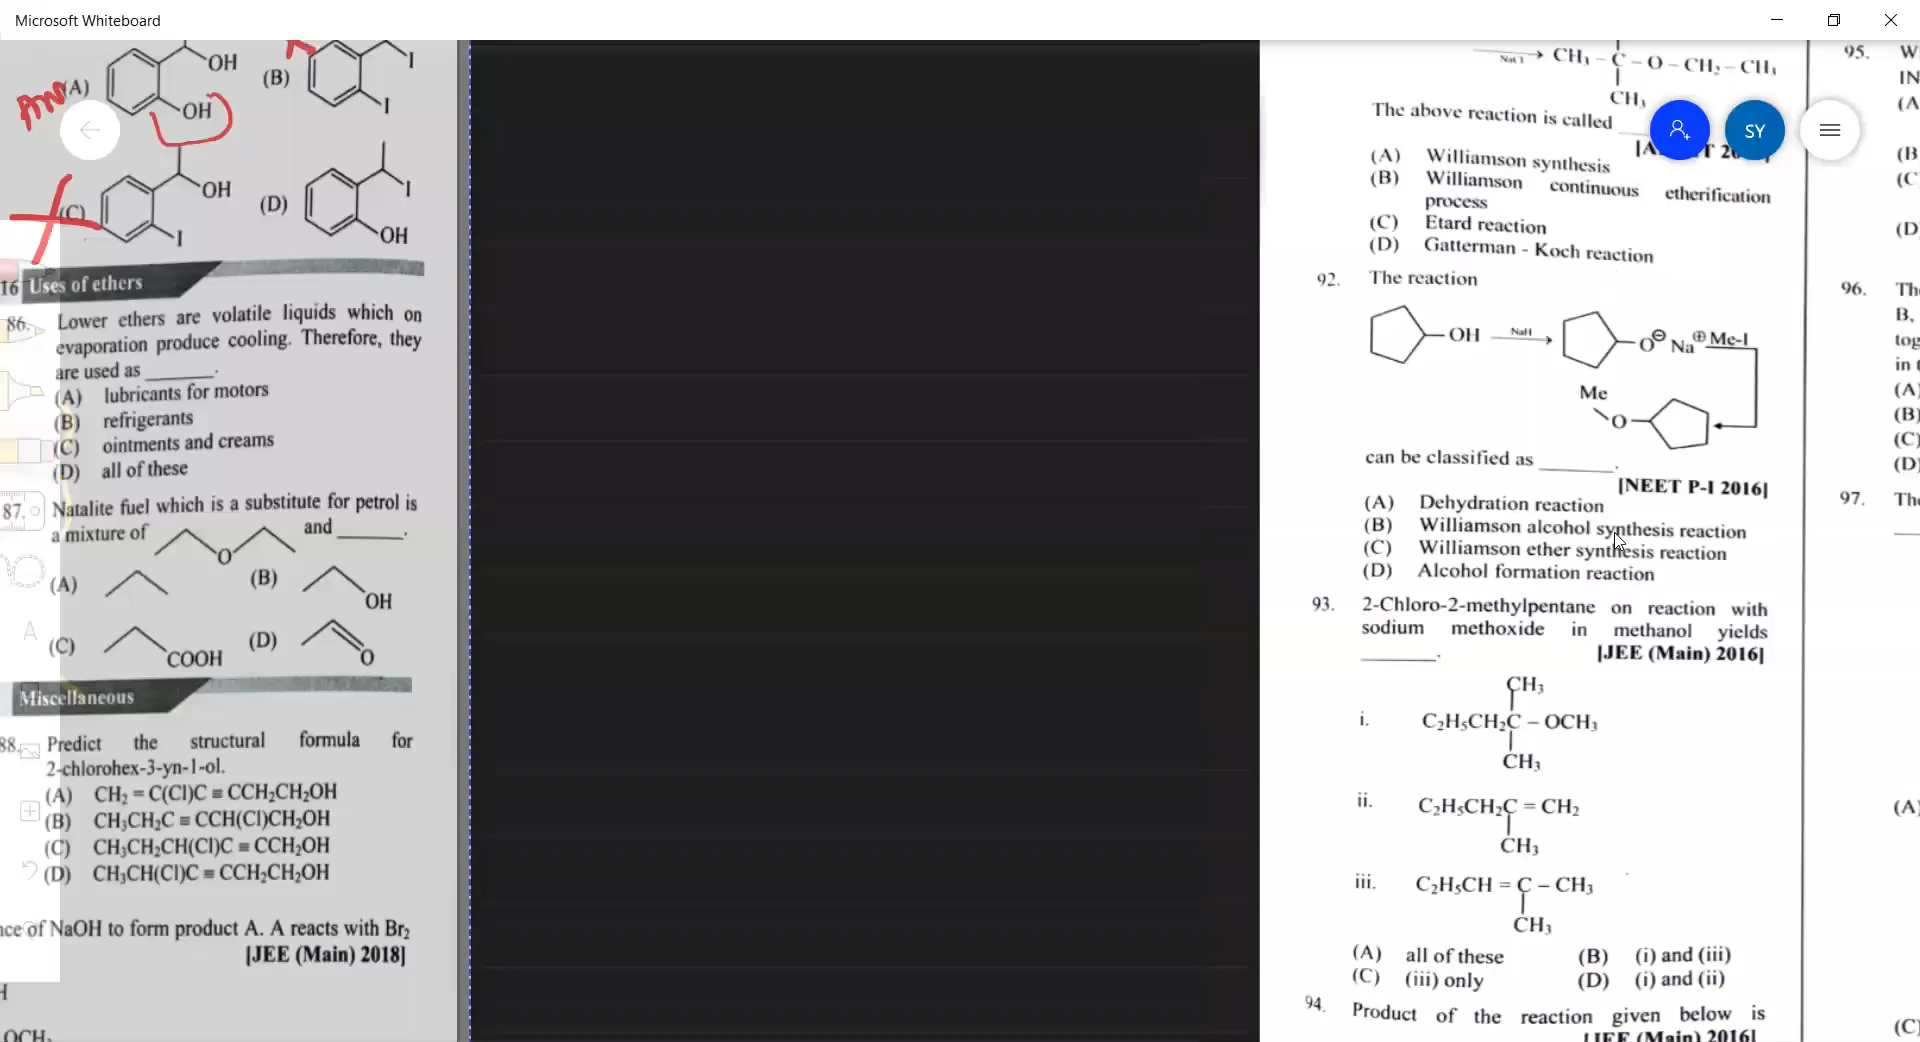 Microsoft Whiteboard
Ans
(A)
OH
OH
(B)
I
I
(C)
OH
I
(D)
I
OH
16 Uses of ethers
86. Lower ethers are volatile liquids which on
evaporation produce cooling. Therefore, they
are used as ______.
(A) lubricants for motors
(B) refrigerants
(C) ointments and creams
(D) all of these
87. Natalite fuel which is a substitute for petrol is
a mixture of O and ______.
(A)
(B) OH
(C) COOH
(D) O
Miscellaneous
88. Predict the structural formula for
2-chlorohex-3-yn-1-ol.
(A) CH₂ = C(Cl)C ≡ CCH₂CH₂OH
(B) CH₃CH₂C ≡ CCH(Cl)CH₂OH
(C) CH₃CH₂CH(Cl)C ≡ CCH₂OH
(D) CH₃CH(Cl)C ≡ CCH₂CH₂OH
of NaOH to form product A. A reacts with Br₂
[JEE (Main) 2018]
OCH₃
SY
CH₃ – C – O – CH₂ – CH₃
CH₃
The above reaction is called
(A) Williamson synthesis
(B) Williamson continuous etherification
process
(C) Etard reaction
(D) Gatterman - Koch reaction
92. The reaction
OH NaH O⊖ Na⊕ Me-I
Me
O
can be classified as ______.
[NEET P-I 2016]
(A) Dehydration reaction
(B) Williamson alcohol synthesis reaction
(C) Williamson ether synthesis reaction
(D) Alcohol formation reaction
93. 2-Chloro-2-methylpentane on reaction with
sodium methoxide in methanol yields
______.
[JEE (Main) 2016]
CH₃
i. C₂H₅CH₂C – OCH₃
CH₃
ii. C₂H₅CH₂C = CH₂
CH₃
iii. C₂H₅CH = C – CH₃
CH₃
(A) all of these (B) (i) and (iii)
(C) (iii) only (D) (i) and (ii)
94. Product of the reaction given below is
[JEE (Main) 2016]
95.
(A
(B
(C
(D
96.
B,
in
(A)
(B)
(C)
(D)
97.
(A)
(C)